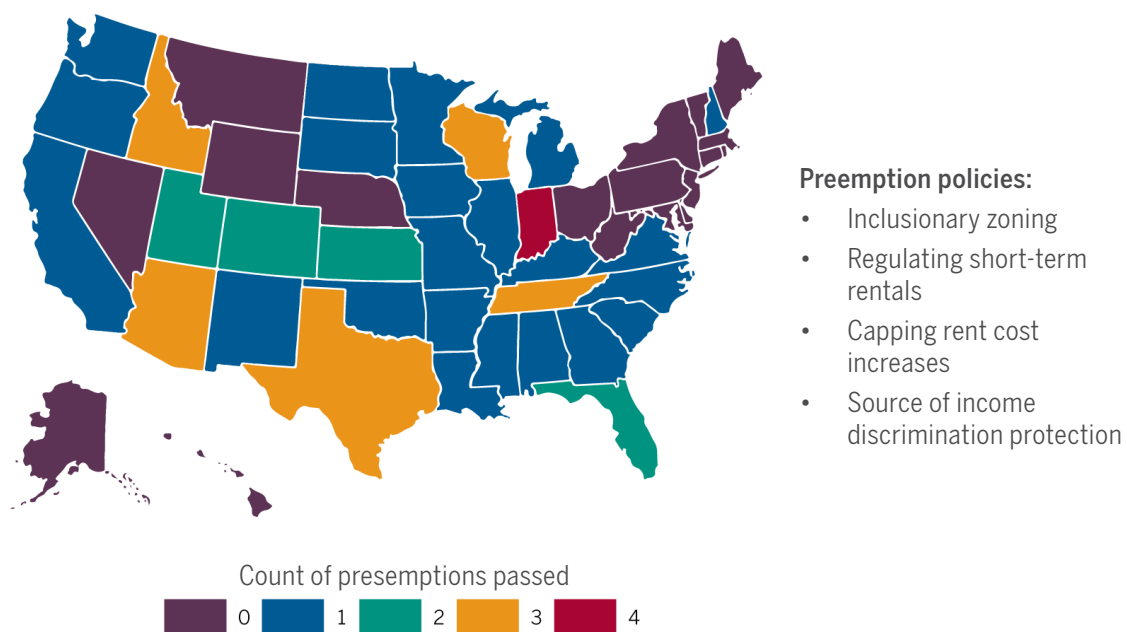 Preemption policies:
• Inclusionary zoning
• Regulating short-term
rentals
• Capping rent cost
increases
• Source of income
discrimination protection
Count of presemptions passed
0 1 2 3 4